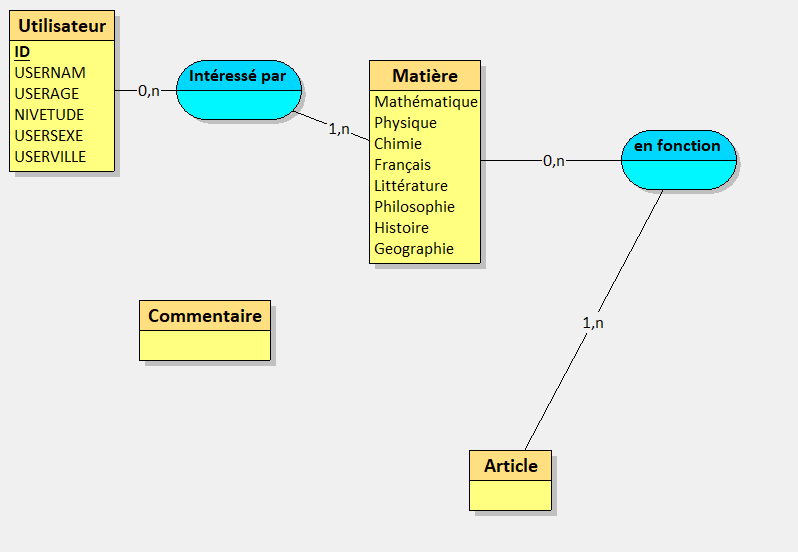 Utilisateur
ID
USERNAM
USERAGE
NIVETUDE
USERSEXE
USERVILLE
0,n
Intéressé par
1,n
Matière
Mathématique
Physique
Chimie
Français
Littérature
Philosophie
Histoire
Geographie
0,n
en fonction
1,n
Commentaire
Article